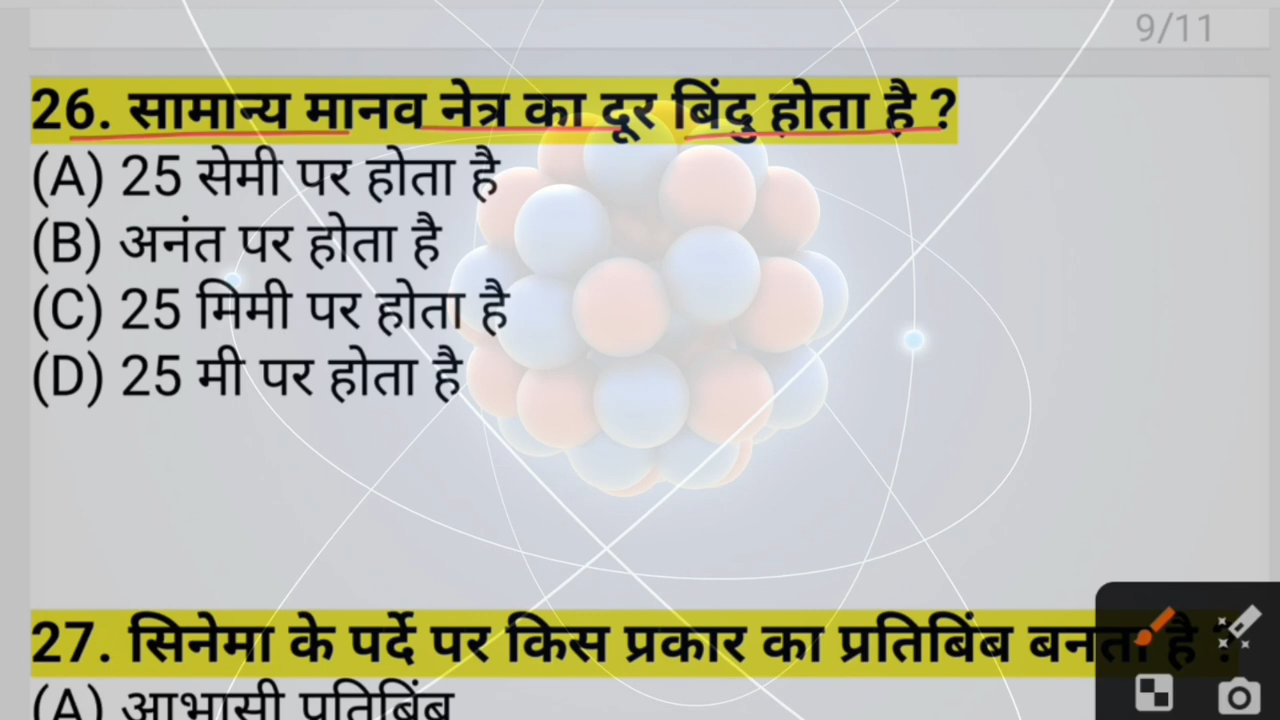 9/11
26. सामान्य मानव नेत्र का दूर बिंदु होता है ?
(A) 25 सेमी पर होता है
(B) अनंत पर होता है
(C) 25 मिमी पर होता है
(D) 25 मी पर होता है
27. सिनेमा के पर्दे पर किस प्रकार का प्रतिबिंब बनता है ?
(A) आभासी प्रतिबिंब